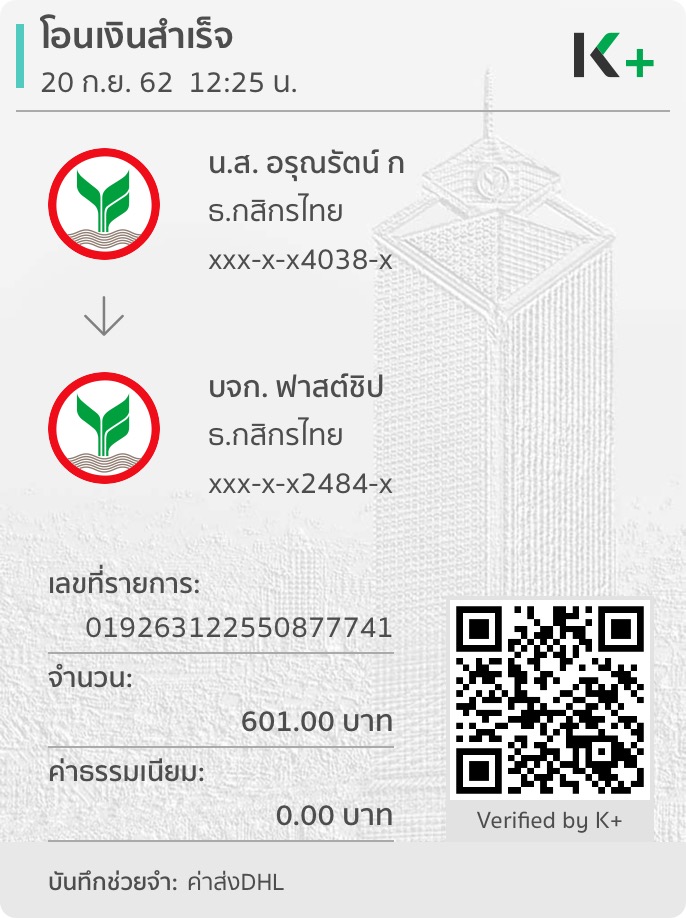 โอนเงินสำเร็จ
20 ก.ย. 62 12:25 น.
K+
น.ส. อรุณรัตน์ ก
ธ.กสิกรไทย
xxx-x-x4038-x
บจก. ฟาสต์ชิป
ธ.กสิกรไทย
xxx-x-x2484-x
เลขที่รายการ:
019263122550877741
จำนวน:
601.00 บาท
ค่าธรรมเนียม:
0.00 บาท
Verified by K+
บันทึกช่วยจำ: ค่าส่งDHL